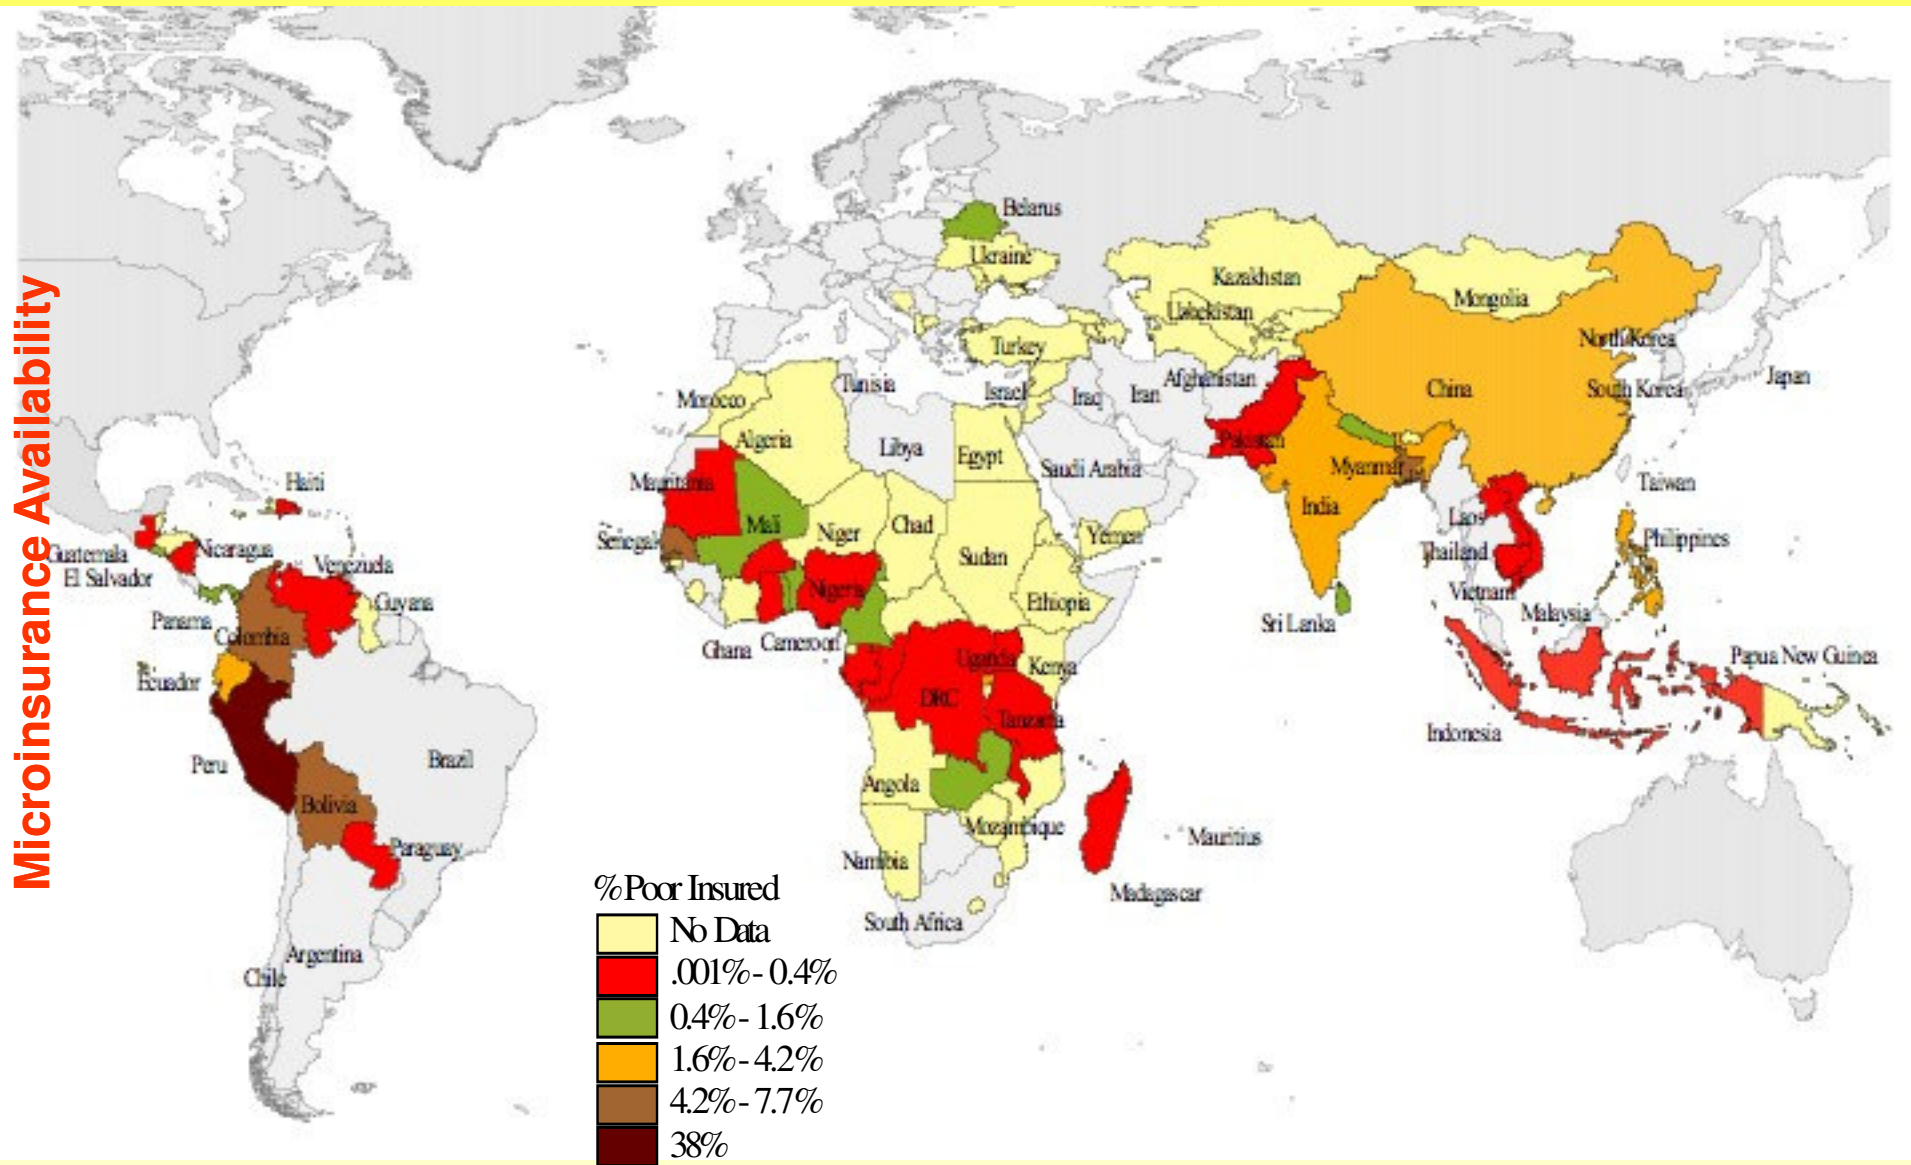 Microinsurance Availability
Belarus
Ukraine
Kazakhstan
Mongolia
Uzbekistan
North Korea
Turkey
Japan
Tunisia
Afghanistan
Israel
Iraq
Iran
China
South Korea
Morocco
Algeria
Libya
Egypt
Saudi Arabia
Pakistan
Myanmar
Haiti
Mauritania
Taiwan
India
Mali
Niger
Chad
Laos
Senegal
Sudan
Yemen
Philippines
Guatemala
Nicaragua
Thailand
El Salvador
Venezuela
Nigeria
Ethiopia
Vietnam
Guyana
Malaysia
Panama
Colombia
Sri Lanka
Ghana
Cameroon
Uganda
Kenya
Papua New Guinea
Ecuador
DRC
Tanzania
Indonesia
Peru
Brazil
Angola
Bolivia
Mozambique
Mauritius
Paraguay
Namibia
Madagascar
South Africa
Argentina
Chile
% Poor Insured
No Data
.001% - 0.4%
0.4% - 1.6%
1.6% - 4.2%
4.2% - 7.7%
38%